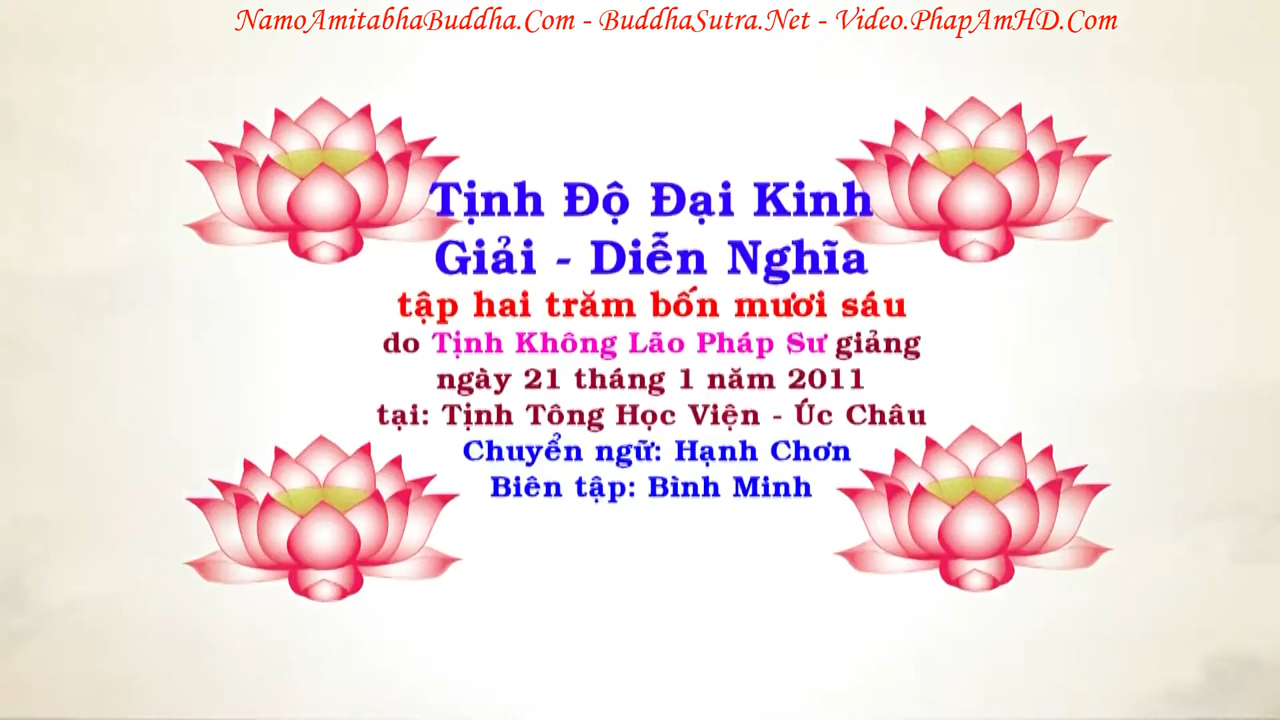 NamoAmitabhaBuddha.Com - BuddhaSutra.Net - Video.PhapAmHD.Com
Tịnh Độ Đại Kinh
Giải - Diễn Nghĩa
tập hai trăm bốn mươi sáu
do Tịnh Không Lão Pháp Sư giảng
ngày 21 tháng 1 năm 2011
tại: Tịnh Tông Học Viện - Úc Châu
Chuyển ngữ: Hạnh Chơn
Biên tập: Bình Minh